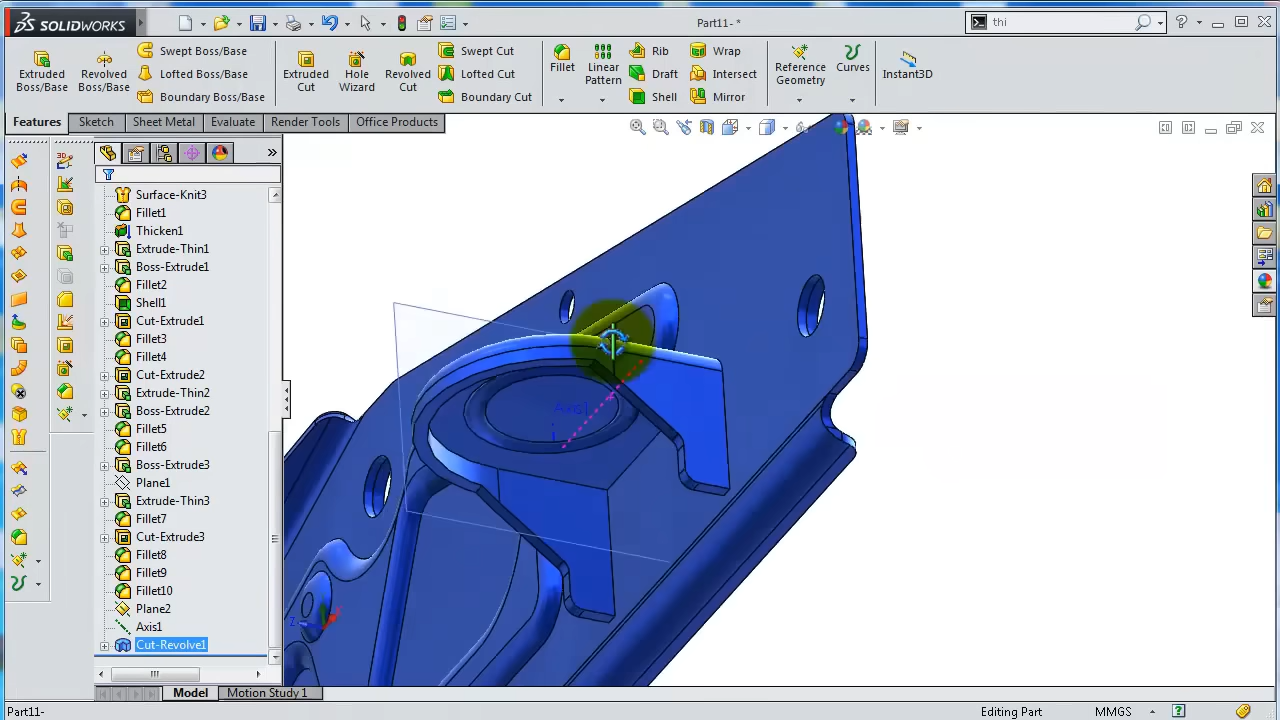 SOLIDWORKS
Part11- *
thi
Extruded Boss/Base
Revolved Boss/Base
Swept Boss/Base
Lofted Boss/Base
Boundary Boss/Base
Extruded Cut
Hole Wizard
Revolved Cut
Swept Cut
Lofted Cut
Boundary Cut
Fillet
Linear Pattern
Rib
Draft
Shell
Wrap
Intersect
Mirror
Reference Geometry
Curves
Instant3D
Features
Sketch
Sheet Metal
Evaluate
Render Tools
Office Products
Surface-Knit3
Fillet1
Thicken1
Extrude-Thin1
Boss-Extrude1
Fillet2
Shell1
Cut-Extrude1
Fillet3
Fillet4
Cut-Extrude2
Extrude-Thin2
Boss-Extrude2
Fillet5
Fillet6
Boss-Extrude3
Plane1
Extrude-Thin3
Fillet7
Cut-Extrude3
Fillet8
Fillet9
Fillet10
Plane2
Axis1
Cut-Revolve1
Axis1
Z
Model
Motion Study 1
Part11-
Editing Part
MMGS